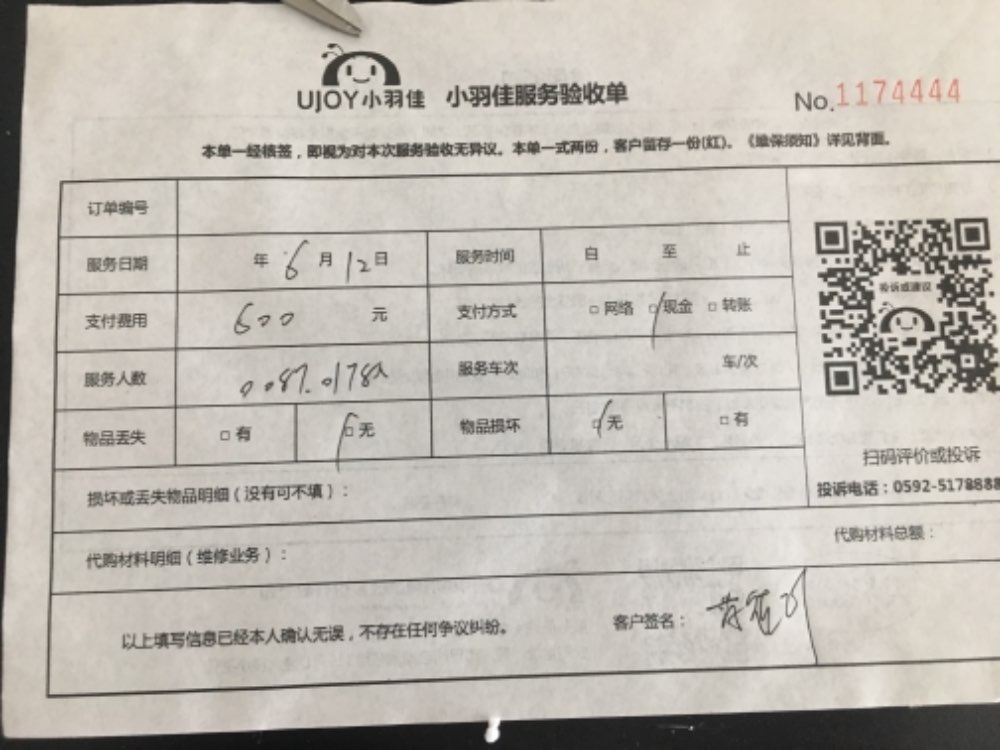 UJOY小羽佳 小羽佳服务验收单
No.1174444
本单一经核签，即视为对本次服务验收无异议。本单一式两份，客户留存一份(红)。《维保须知》详见背面。
订单编号
服务日期 年 6 月 12 日 服务时间 自 至 止
投诉或建议
支付费用 600 元 支付方式 □ 网络 □ 现金 □ 转账
服务人数 0087.0178 服务车次 车/次
物品丢失 □ 有 □ 无 物品损坏 □ 无 □ 有
扫码评价或投诉
损坏或丢失物品明细（没有可不填）： 投诉电话：0592-5178888
代购材料明细（维修业务）： 代购材料总额：
以上填写信息已经本人确认无误，不存在任何争议纠纷。 客户签名：